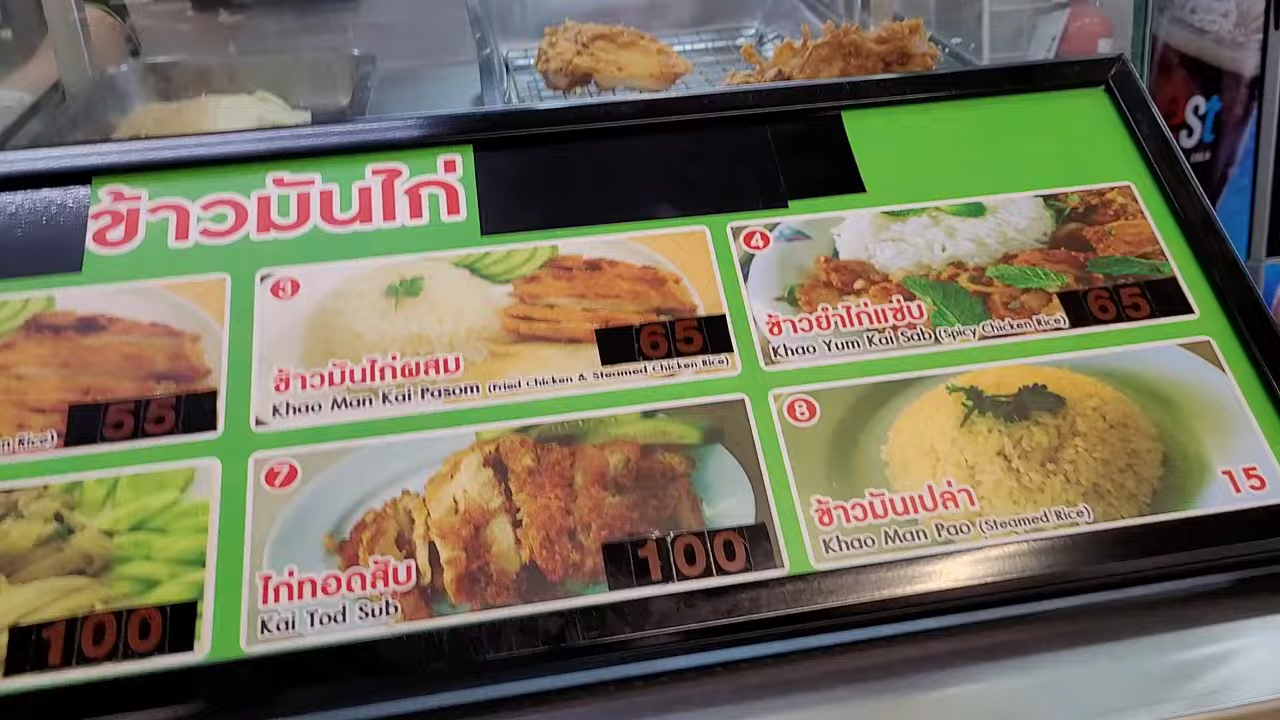 ข้าวมันไก่
55
n Rice)
3
65
ข้าวมันไก่ผสม
Khao Man Kai Pasom (Fried Chicken & Steamed Chicken Rice)
4
65
ข้าวยำไก่แซ่บ
Khao Yum Kai Sab (Spicy Chicken Rice)
100
7
100
ไก่ทอดสับ
Kai Tod Sub
8
15
ข้าวมันเปล่า
Khao Man Pao (Steamed Rice)
St